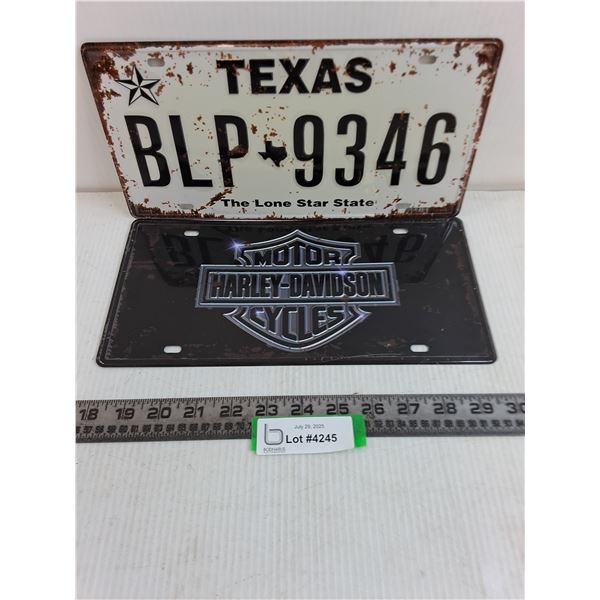 TEXAS
BLP 9346
The Lone Star State
MOTOR
HARLEY-DAVIDSON
CYCLES
18 19 20 21 22 23 24 25 26 27 28 29 30
July 29, 2025
Lot #4245
BODNARUS